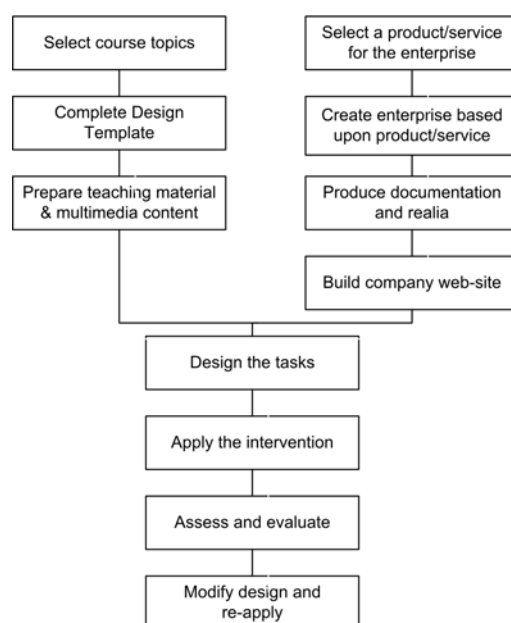 Select course topics
Complete Design
Template
Prepare teaching material
& multimedia content
Select a product/service
for the enterprise
Create enterprise based
upon product/service
Produce documentation
and realia
Build company web-site
Design the tasks
Apply the intervention
Assess and evaluate
Modify design and
re-apply